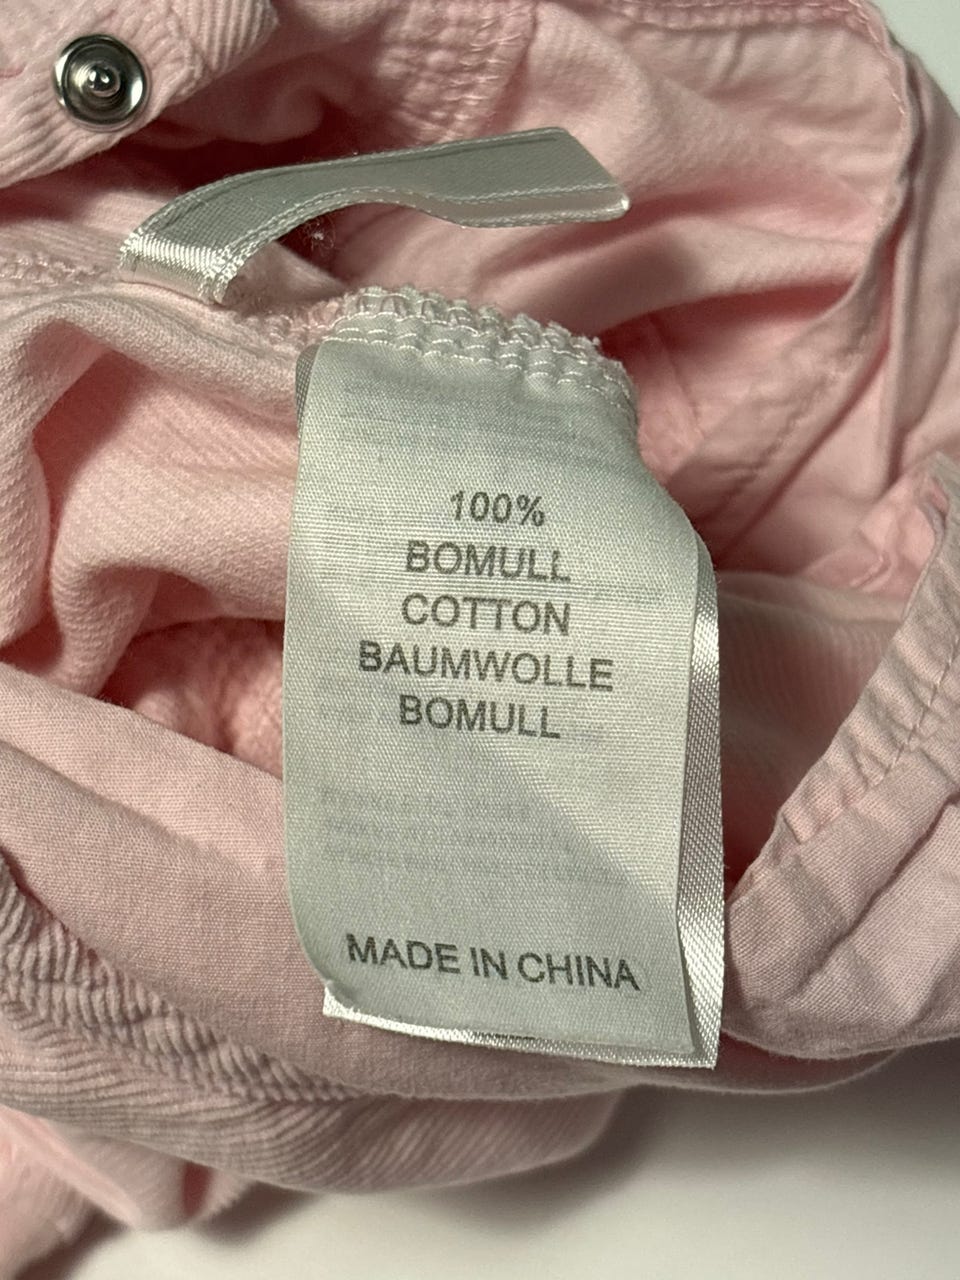 100%
BOMULL
COTTON
BAUMWOLLE
BOMULL
MADE IN CHINA